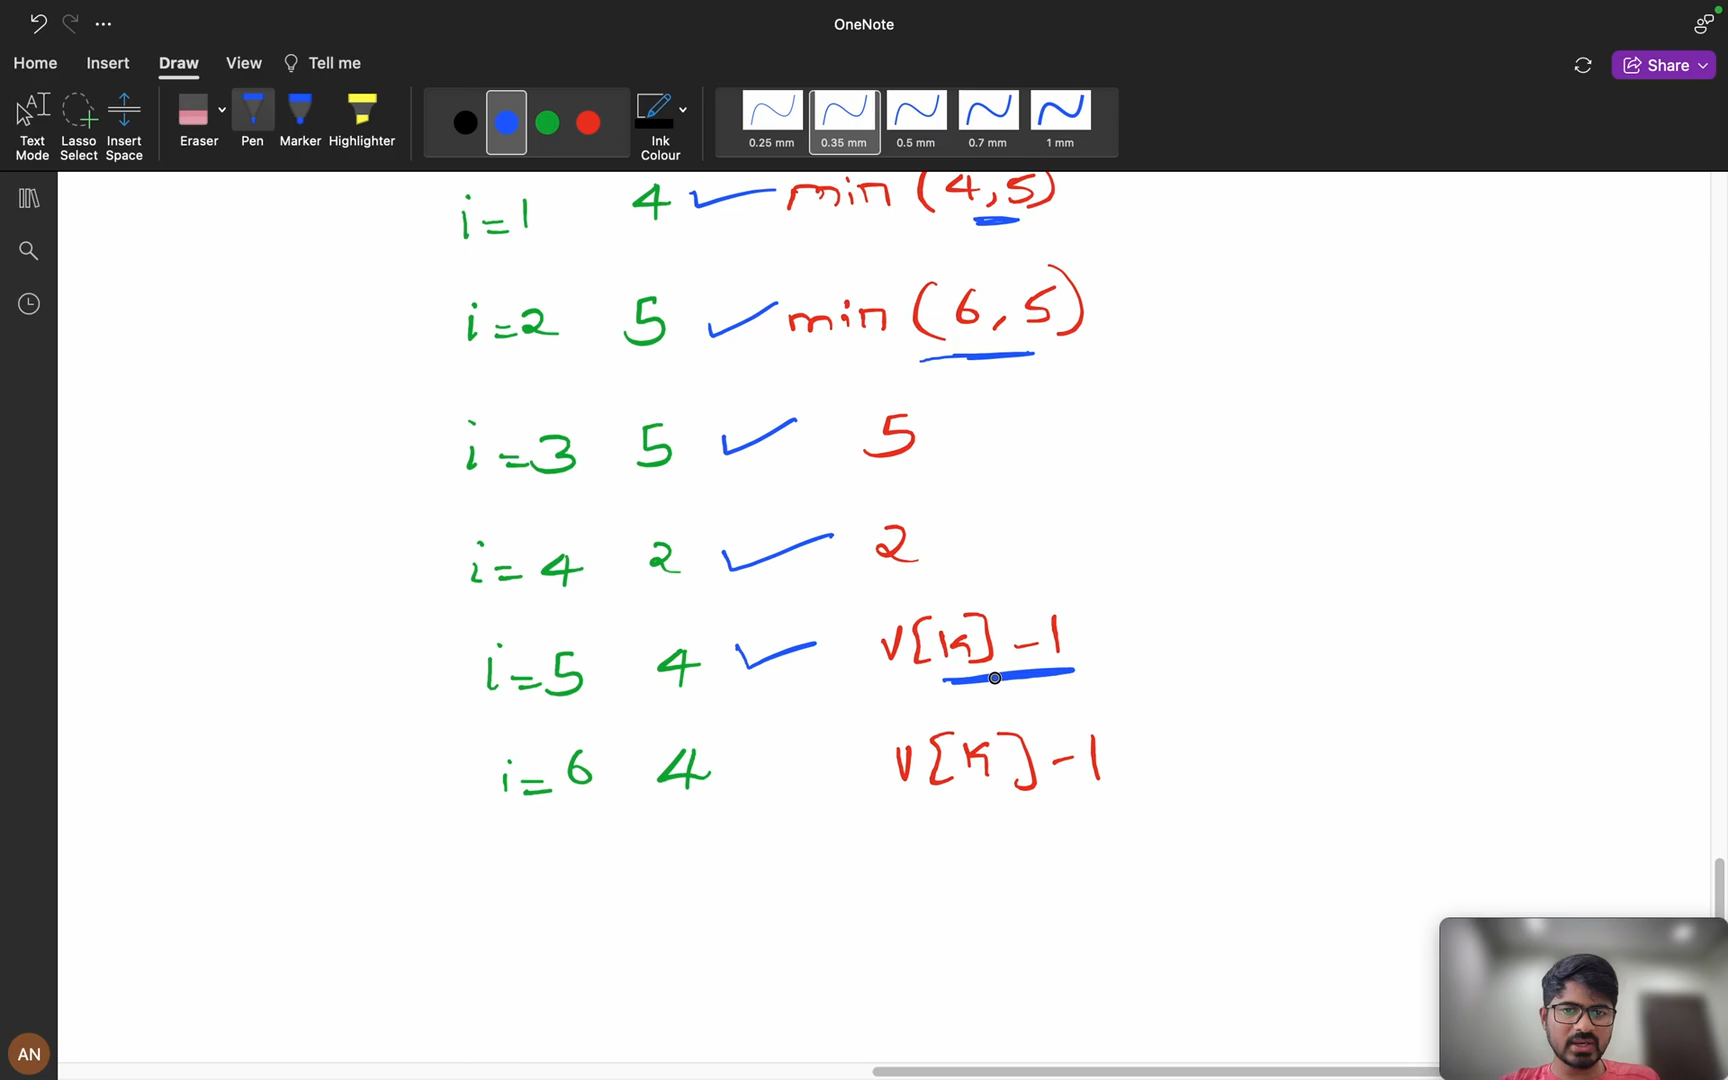 OneNote
Home Insert Draw View Tell me
Share
Text Mode
Lasso Select
Insert Space
Eraser
Pen
Marker
Highlighter
Ink Colour
0.25 mm
0.35 mm
0.5 mm
0.7 mm
1 mm
i=1 4 min (4,5)
i=2 5 min (6,5)
i=3 5 5
i=4 2 2
i=5 4 v[k]-1
i=6 4 v[k]-1
AN